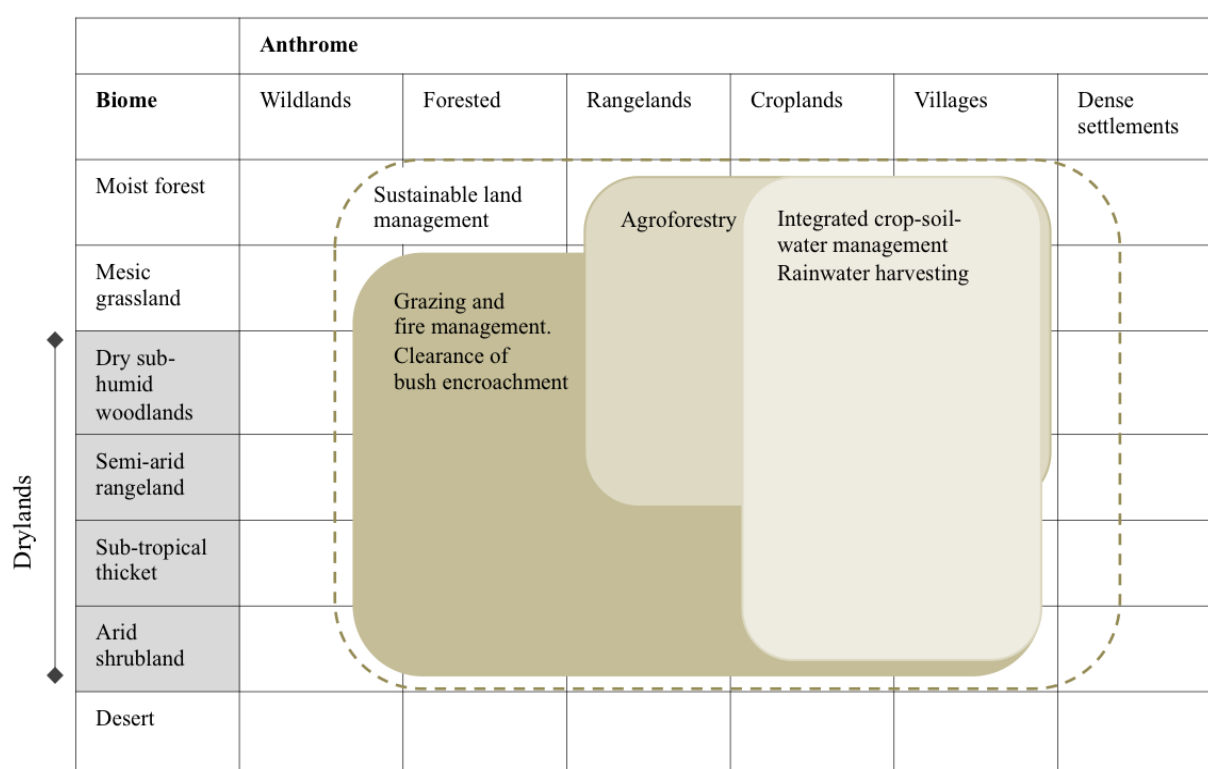 Anthrome
Biome
Wildlands
Forested
Rangelands
Croplands
Villages
Dense
settlements
Moist forest
Sustainable land
management
Agroforestry
Integrated crop-soil-
water management
Rainwater harvesting
Mesic
grassland
Grazing and
fire management.
Clearance of
bush encroachment
Drylands
Dry sub-
humid
woodlands
Semi-arid
rangeland
Sub-tropical
thicket
Arid
shrubland
Desert